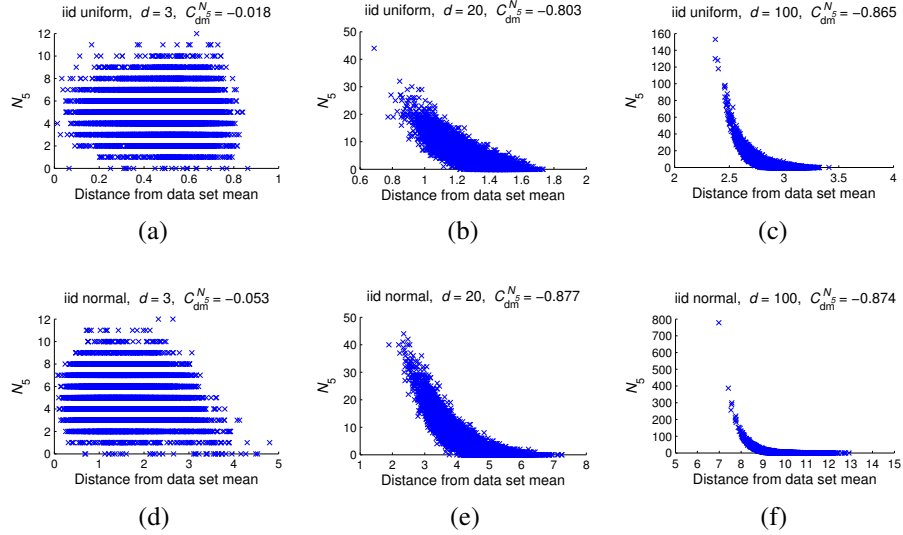 iid uniform, d = 3, C_dm^N_5 = −0.018
12
10
8
6
4
2
0
N_5
0 0.2 0.4 0.6 0.8 1
Distance from data set mean
(a)
iid uniform, d = 20, C_dm^N_5 = −0.803
50
40
30
20
10
0
N_5
0.6 0.8 1 1.2 1.4 1.6 1.8 2
Distance from data set mean
(b)
iid uniform, d = 100, C_dm^N_5 = −0.865
160
140
120
100
80
60
40
20
0
N_5
2 2.5 3 3.5 4
Distance from data set mean
(c)
iid normal, d = 3, C_dm^N_5 = −0.053
12
10
8
6
4
2
0
N_5
0 1 2 3 4 5
Distance from data set mean
(d)
iid normal, d = 20, C_dm^N_5 = −0.877
50
40
30
20
10
0
N_5
1 2 3 4 5 6 7 8
Distance from data set mean
(e)
iid normal, d = 100, C_dm^N_5 = −0.874
800
700
600
500
400
300
200
100
0
N_5
5 6 7 8 9 10 11 12 13 14 15
Distance from data set mean
(f)